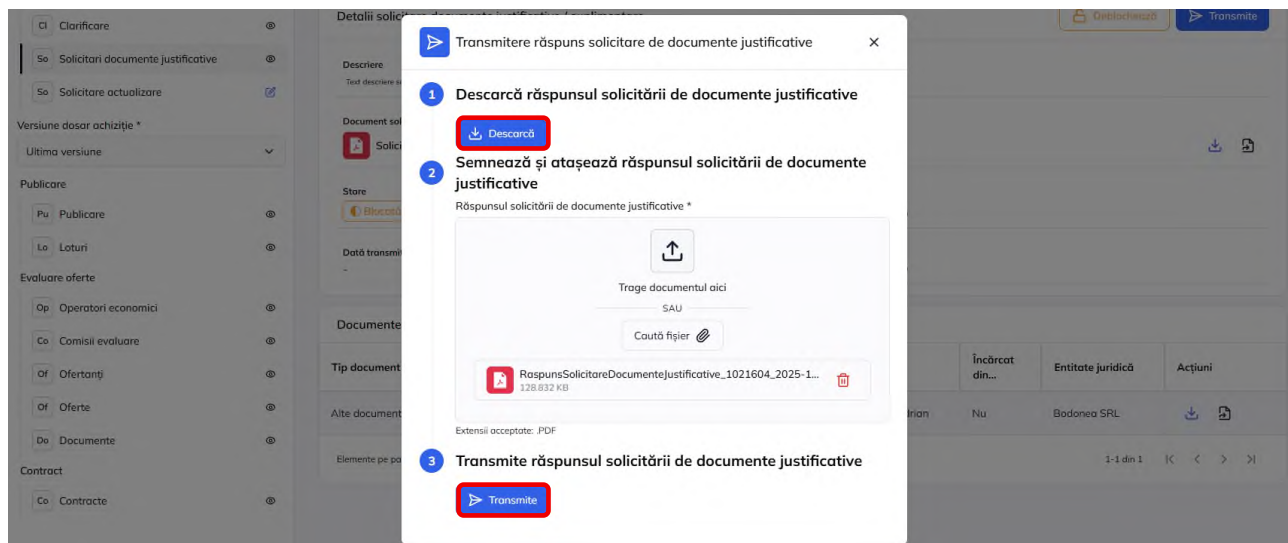 Cl Clarificare
So Solicitari documente justificative
So Solicitare actualizare
Versiune dosar achiziție *
Ultima versiune
Publicare
Pu Publicare
Lo Loturi
Evaluare oferte
Op Operatori economici
Co Comisii evaluare
Of Ofertanți
Of Oferte
Do Documente
Contract
Co Contracte
Deblochează
Transmite
Descriere
Text descriere
Document sol
Solici
Stare
Blocată
Dată transmi
-
Documente
Tip document
Încărcat din...
Entitate juridică
Acțiuni
Alte document
Nu
Bodonea SRL
Elemente pe pa
1-1 din 1
Transmitere răspuns solicitare de documente justificative
1 Descarcă răspunsul solicitării de documente justificative
Descarcă
2 Semnează și atașează răspunsul solicitării de documente
justificative
Răspunsul solicitării de documente justificative *
Trage documentul aici
SAU
Caută fișier
RaspunsSolicitareDocumenteJustificative_1021604_2025-1...
128.832 KB
Extensii acceptate: .PDF
3 Transmite răspunsul solicitării de documente justificative
Transmite